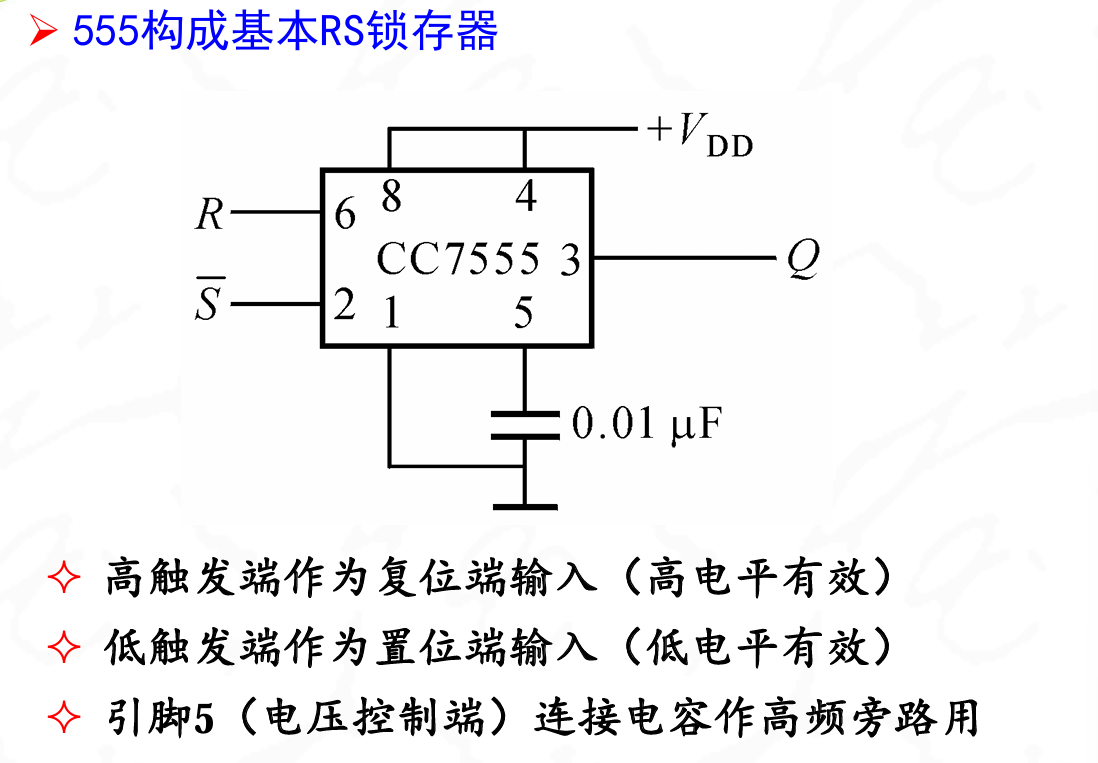 555构成基本RS锁存器
+V_DD
8 4
R 6
CC7555 3 Q
S̅ 2 1 5
0.01 μF
高触发端作为复位端输入（高电平有效）
低触发端作为置位端输入（低电平有效）
引脚5（电压控制端）连接电容作高频旁路用